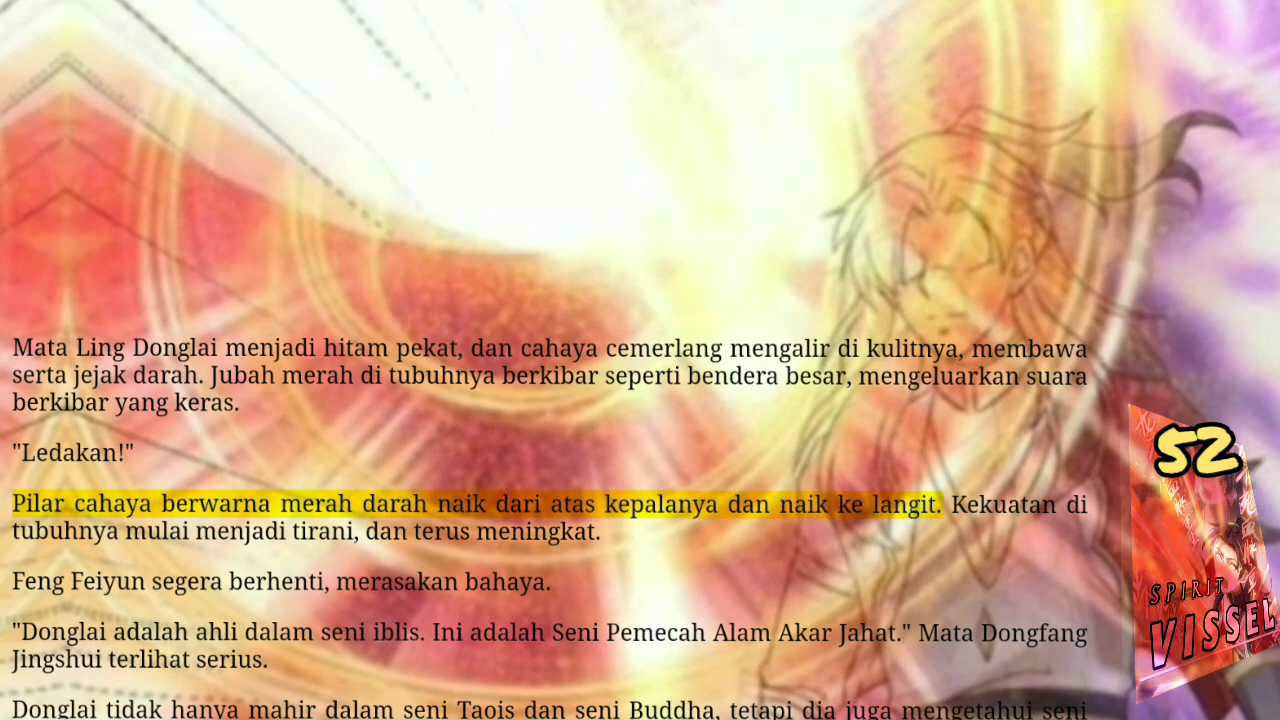 Mata Ling Donglai menjadi hitam pekat, dan cahaya cemerlang mengalir di kulitnya, membawa
serta jejak darah. Jubah merah di tubuhnya berkibar seperti bendera besar, mengeluarkan suara
berkibar yang keras.
"Ledakan!"
Pilar cahaya berwarna merah darah naik dari atas kepalanya dan naik ke langit. Kekuatan di
tubuhnya mulai menjadi tirani, dan terus meningkat.
Feng Feiyun segera berhenti, merasakan bahaya.
"Donglai adalah ahli dalam seni iblis. Ini adalah Seni Pemecah Alam Akar Jahat." Mata Dongfang
Jingshui terlihat serius.
Donglai tidak hanya mahir dalam seni Taois dan seni Buddha, tetapi dia juga mengetahui seni
52
SPIRIT
VISSEL